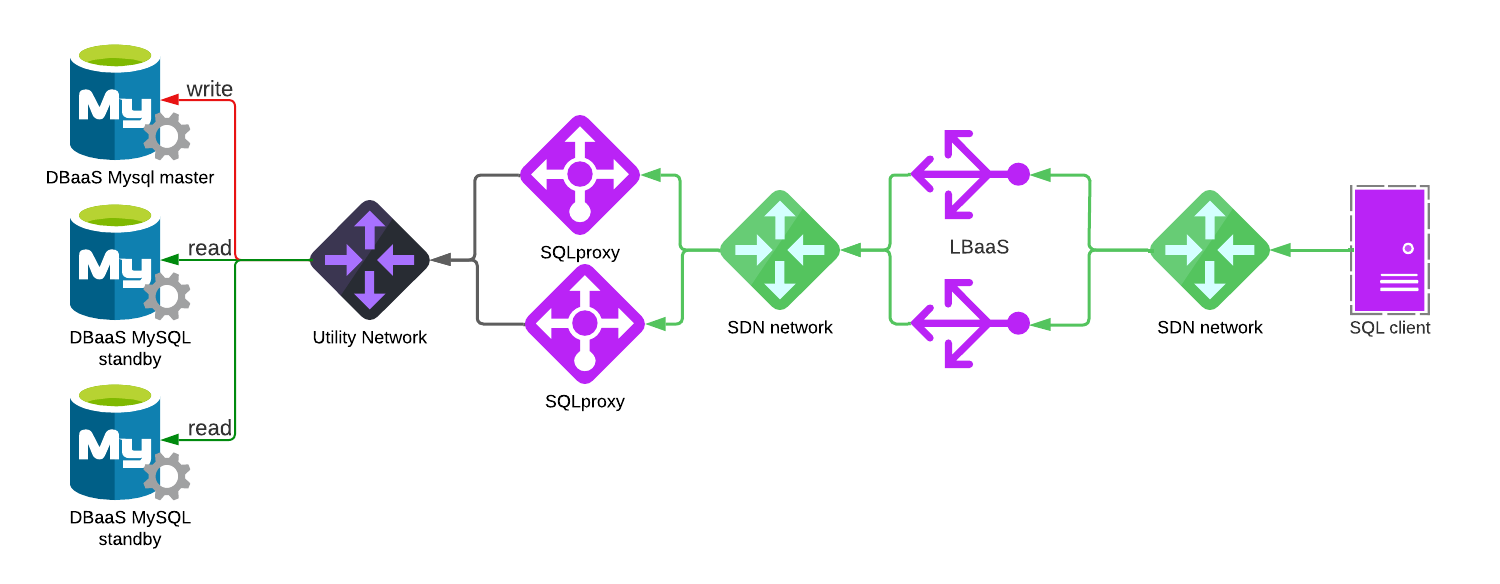 write
My
DBaaS Mysql master
read
My
DBaaS MySQL
standby
read
My
DBaaS MySQL
standby
Utility Network
SQLproxy
SQLproxy
SDN network
LBaaS
SDN network
SQL client